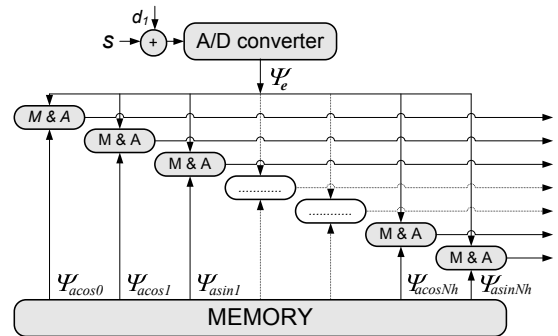 d1
S
+
A/D converter
Ψe
M & A
M & A
M & A
...........
...........
M & A
M & A
Ψacos0 Ψacos1 Ψasin1 ΨacosNh ΨasinNh
MEMORY